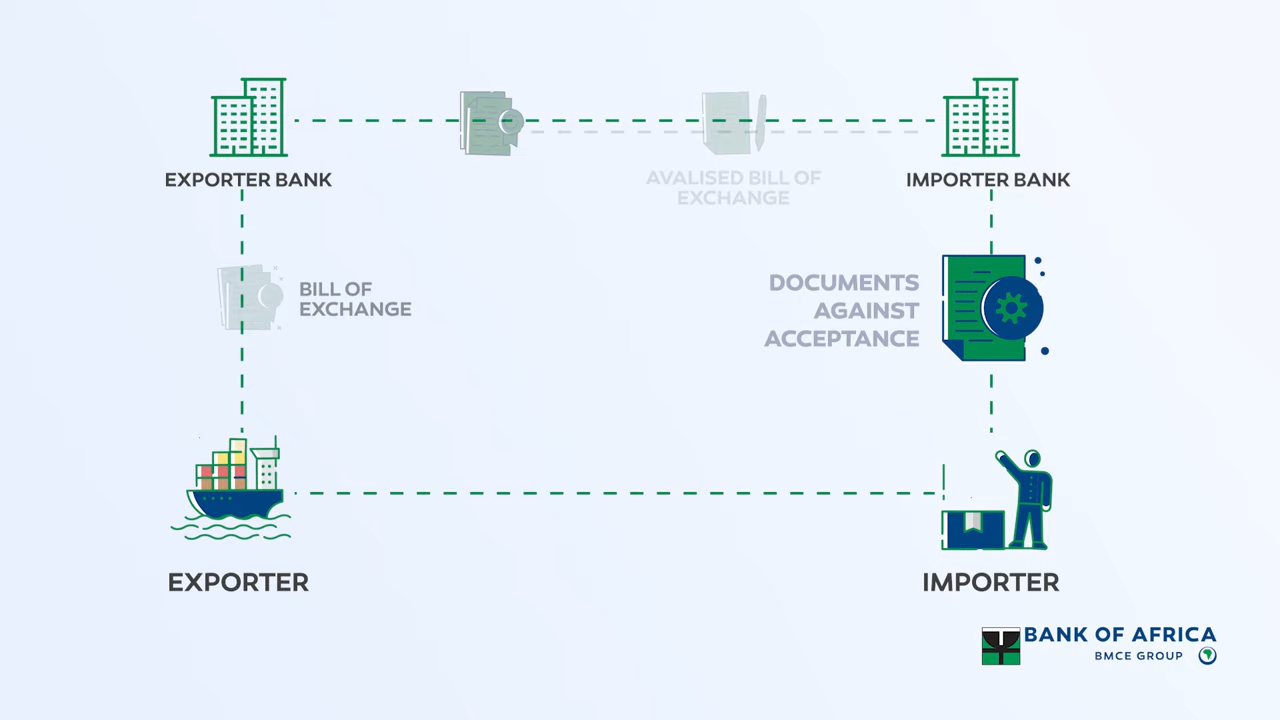 EXPORTER BANK
AVALISED BILL OF
EXCHANGE
IMPORTER BANK
BILL OF
EXCHANGE
DOCUMENTS
AGAINST
ACCEPTANCE
EXPORTER
IMPORTER
BANK OF AFRICA
BMCE GROUP